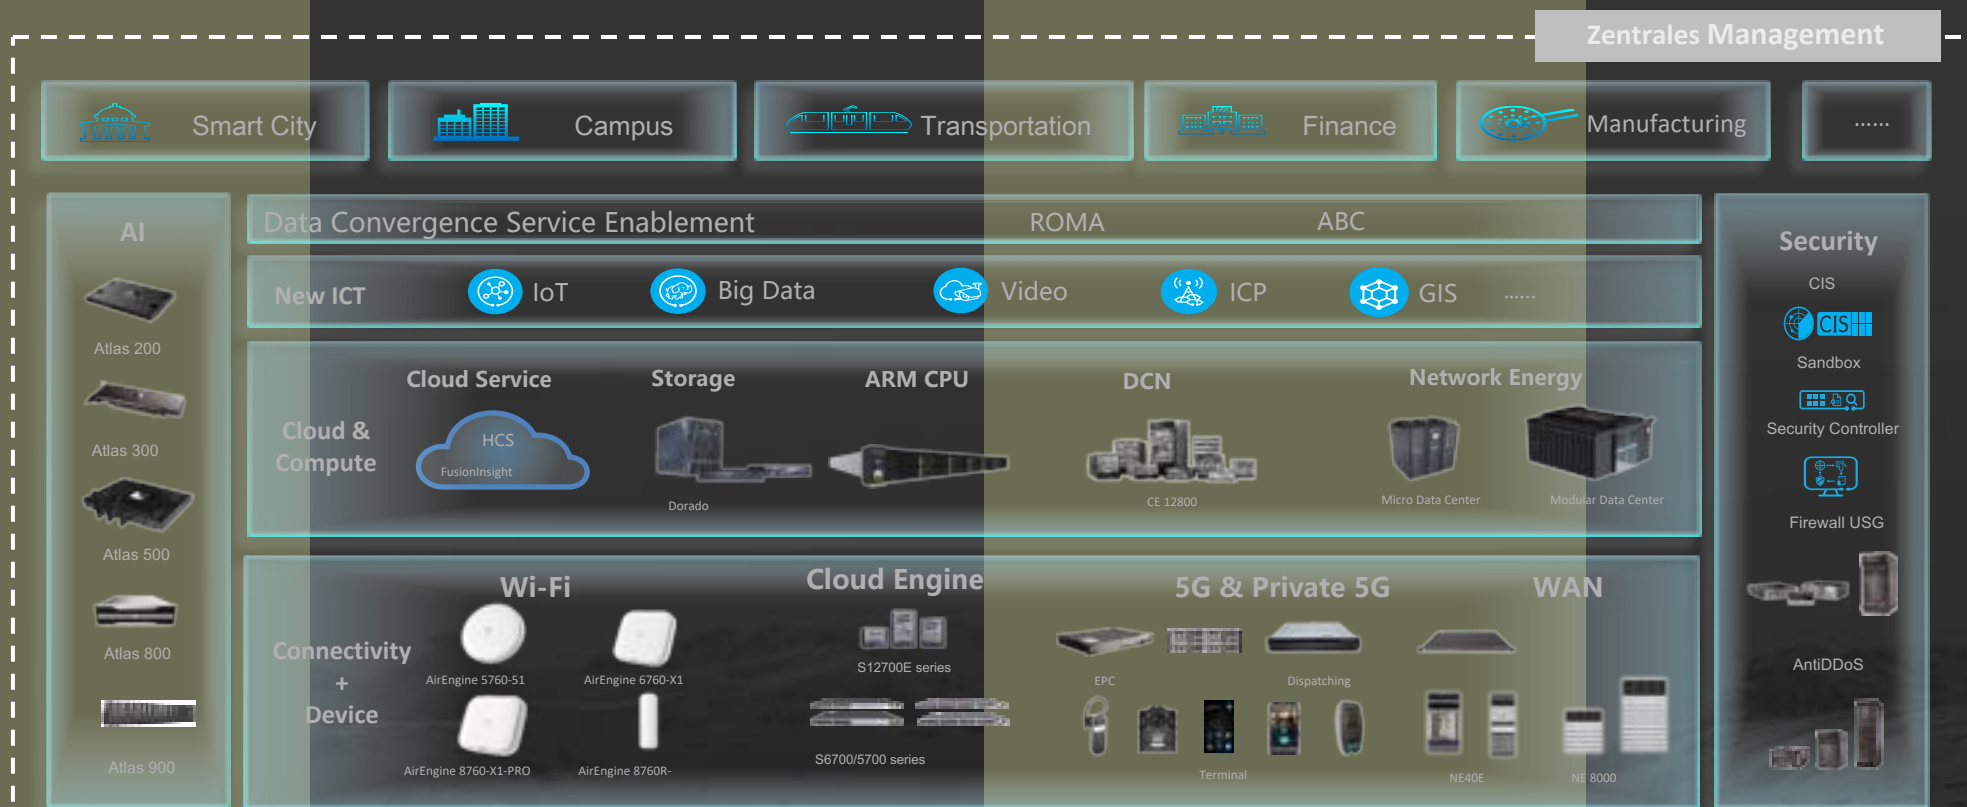 Zentrales Management
Smart City
Campus
Transportation
Finance
Manufacturing
......
AI
Atlas 200
Atlas 300
Atlas 500
Atlas 800
Atlas 900
Data Convergence Service Enablement
ROMA
ABC
New ICT
IoT
Big Data
Video
ICP
GIS
......
Cloud &
Compute
Cloud Service
HCS
FusionInsight
Storage
Dorado
ARM CPU
DCN
CE 12800
Network Energy
Micro Data Center
Modular Data Center
Connectivity
+
Device
Wi-Fi
AirEngine 5760-51
AirEngine 6760-X1
AirEngine 8760-X1-PRO
AirEngine 8760R-
Cloud Engine
S12700E series
S6700/5700 series
5G & Private 5G
EPC
Dispatching
Terminal
WAN
NE40E
NE 8000
Security
CIS
CIS
Sandbox
Security Controller
Firewall USG
AntiDDoS